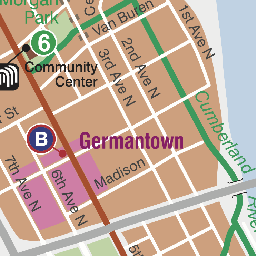 Morgan
Park
Van Buren
1st Ave N
6
2nd Ave N
3rd Ave N
Community
Center
St
Cumberland
B
Germantown
7th Ave N
6th Ave N
Madison
5th